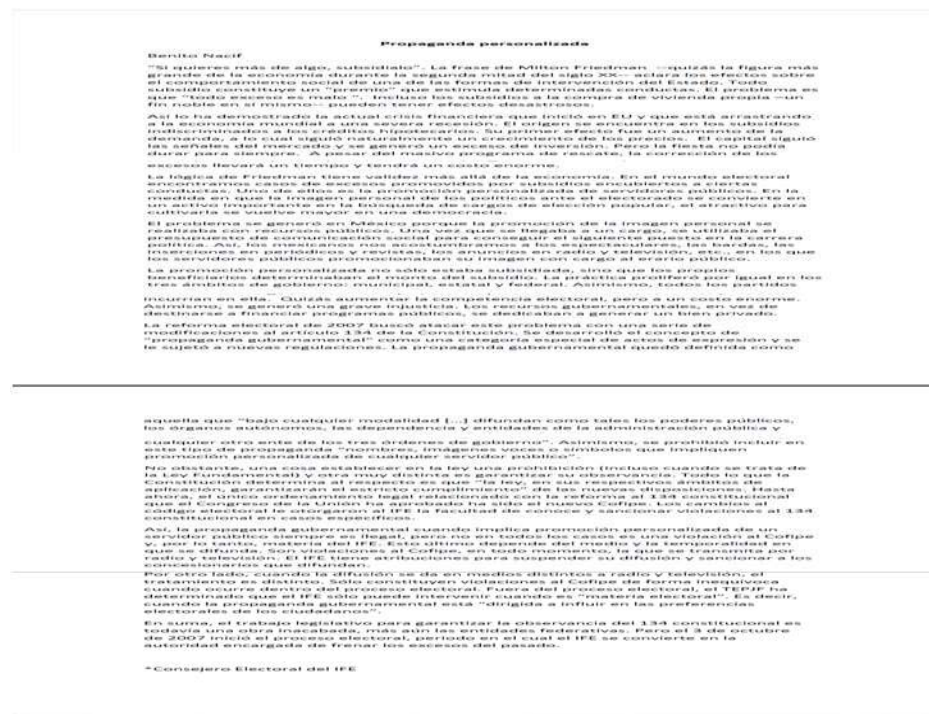 Propaganda personalizada
Benito Nacif
"Si quieres más de algo, subsídialo". La frase de Milton Friedman —quizás la figura más
grande de la economía durante la segunda mitad del siglo XX— aclara los efectos sobre
el comportamiento social de una de las formas de intervención del Estado. Todo
subsidio constituye un "premio" que estimula determinadas conductas. El problema es
que "todo exceso es malo ". Incluso los subsidios a la compra de vivienda propia —un
fin noble en sí mismo— pueden tener efectos desastrosos.
Así lo ha demostrado la actual crisis financiera que inició en EU y que está arrastrando
a la economía mundial a una severa recesión. El origen se encuentra en los subsidios
indiscriminados a los créditos hipotecarios. Su primer efecto fue un aumento de la
demanda, a lo cual siguió naturalmente un crecimiento de los precios. El capital siguió
las señales del mercado y se generó un exceso de inversión. Pero la fiesta no podía
durar para siempre. A pesar del masivo programa de rescate, la corrección de los
excesos llevará un tiempo y tendrá un costo enorme.
La lógica de Friedman tiene validez más allá de la economía. En el mundo electoral
encontramos casos de excesos promovidos por subsidios encubiertos a ciertas
conductas. Uno de ellos es la promoción personalizada de servidores públicos. En la
medida en que la imagen personal de los políticos ante el electorado se convierte en
un activo importante en la búsqueda de cargos de elección popular, el atractivo para
cultivarla se vuelve mayor en una democracia.
El problema se generó en México porque la promoción de la imagen personal se
realizaba con recursos públicos. Una vez que se llegaba a un cargo, se utilizaba el
presupuesto de comunicación social para conseguir el siguiente puesto en la carrera
política. Así, los mexicanos nos acostumbramos a los espectaculares, las bardas, las
inserciones en periódicos y revistas, los anuncios en radio y televisión, etc., en los que
los servidores públicos promocionaban su imagen con cargo al erario público.
La promoción personalizada no sólo estaba subsidiada, sino que los propios
beneficiarios determinaban el monto del subsidio. La práctica proliferó por igual en los
tres ámbitos de gobierno: municipal, estatal y federal. Asimismo, todos los partidos
incurrían en ella. Quizás aumentar la competencia electoral, pero a un costo enorme.
Asimismo, se generó una grave injusticia. Los recursos gubernamentales, en vez de
destinarse a financiar programas públicos, se dedicaban a generar un bien privado.
La reforma electoral de 2007 buscó atacar este problema con una serie de
modificaciones al artículo 134 de la Constitución. Se desarrolló el concepto de
"propaganda gubernamental" como una categoría especial de actos de expresión y se
le sujetó a nuevas regulaciones. La propaganda gubernamental quedó definida como
aquella que "bajo cualquier modalidad [...] difundan como tales los poderes públicos,
los órganos autónomos, las dependencia y entidades de la administración pública y
cualquier otro ente de los tres órdenes de gobierno". Asimismo, se prohibió incluir en
este tipo de propaganda "nombres, imágenes voces o símbolos que impliquen
promoción personalizada de cualquier servidor público".
No obstante, una cosa establecer en la ley una prohibición (incluso cuando se trata de
la Ley Fundamental) y otra muy distinta es garantizar su observancia. Todo lo que la
Constitución determina al respecto es que "la ley, en sus respectivos ámbitos de
aplicación, garantizarán el estricto cumplimiento" de las nuevas disposiciones. Hasta
ahora, el único ordenamiento legal relacionado con la reforma al 134 constitucional
que el Congreso de la Unión ha aprobado ha sido el nuevo Cofipe. Los cambios al
código electoral le otorgaron al IFE la facultad de conoce y sancionar violaciones al 134
constitucional en casos específicos.
Así, la propaganda gubernamental cuando implica promoción personalizada de un
servidor público siempre es ilegal, pero no en todos los casos es una violación al Cofipe
y, por lo tanto, materia del IFE. Esto último depende del medio y la temporalidad en
que se difunda. Son violaciones al Cofipe, en todo momento, la que se transmita por
radio y televisión. El IFE tiene atribuciones para suspender su difusión y sancionar a los
concesionarios que difundan.
Por otro lado, cuando la difusión se da en medios distintos a radio y televisión, el
tratamiento es distinto. Sólo constituyen violaciones al Cofipe de forma inequívoca
cuando ocurre dentro del proceso electoral. Fuera del proceso electoral, el TEPJF ha
determinado que el IFE sólo puede intervenir cuando es "materia electoral". Es decir,
cuando la propaganda gubernamental está "dirigida a influir en las preferencias
electorales de los ciudadanos".
En suma, el trabajo legislativo para garantizar la observancia del 134 constitucional es
todavía una obra inacabada, más aún las entidades federativas. Pero el 3 de octubre
de 2007 inició el proceso electoral, periodo en el cual el IFE se convierte en la
autoridad encargada de frenar los excesos del pasado.
*Consejero Electoral del IFE